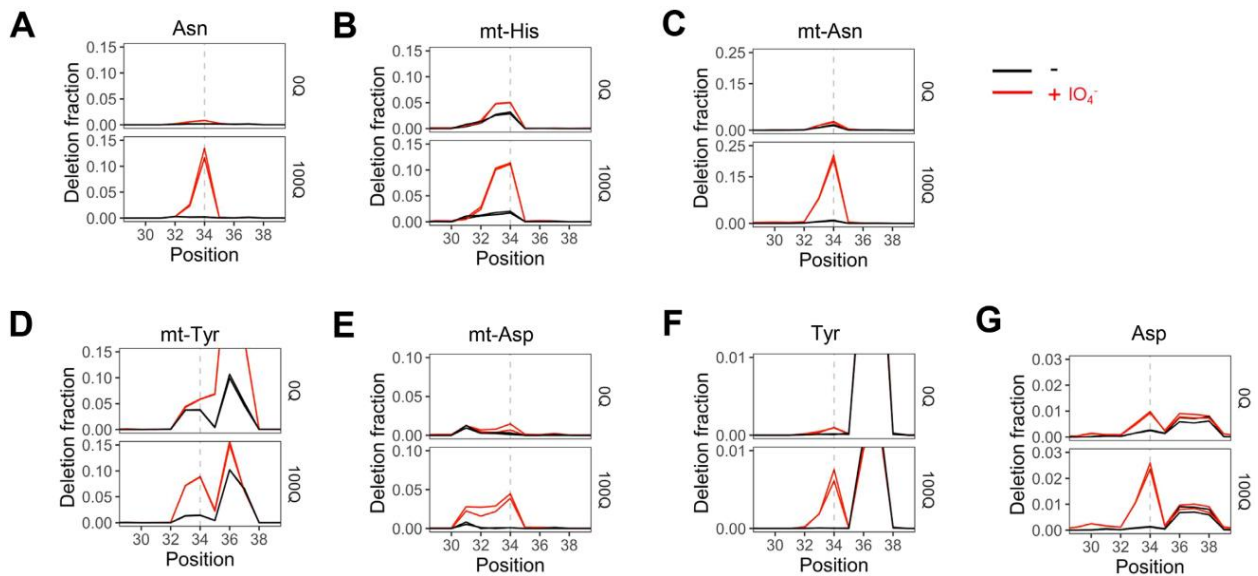 A
Asn
Deletion fraction
0.15
0.10
0.05
0.00
0Q
0.15
0.10
0.05
0.00
100Q
30 32 34 36 38
Position
B
mt-His
Deletion fraction
0.15
0.10
0.05
0.00
0Q
0.15
0.10
0.05
0.00
100Q
30 32 34 36 38
Position
C
mt-Asn
Deletion fraction
0.25
0.15
0.00
0Q
0.25
0.15
0.00
100Q
30 32 34 36 38
Position
-
+ IO₄⁻
D
mt-Tyr
Deletion fraction
0.15
0.10
0.05
0.00
0Q
0.15
0.10
0.05
0.00
100Q
30 32 34 36 38
Position
E
mt-Asp
Deletion fraction
0.10
0.05
0.00
0Q
0.10
0.05
0.00
100Q
30 32 34 36 38
Position
F
Tyr
Deletion fraction
0.01
0.00
0Q
0.01
0.00
100Q
30 32 34 36 38
Position
G
Asp
Deletion fraction
0.03
0.02
0.01
0.00
0Q
0.03
0.02
0.01
0.00
100Q
30 32 34 36 38
Position